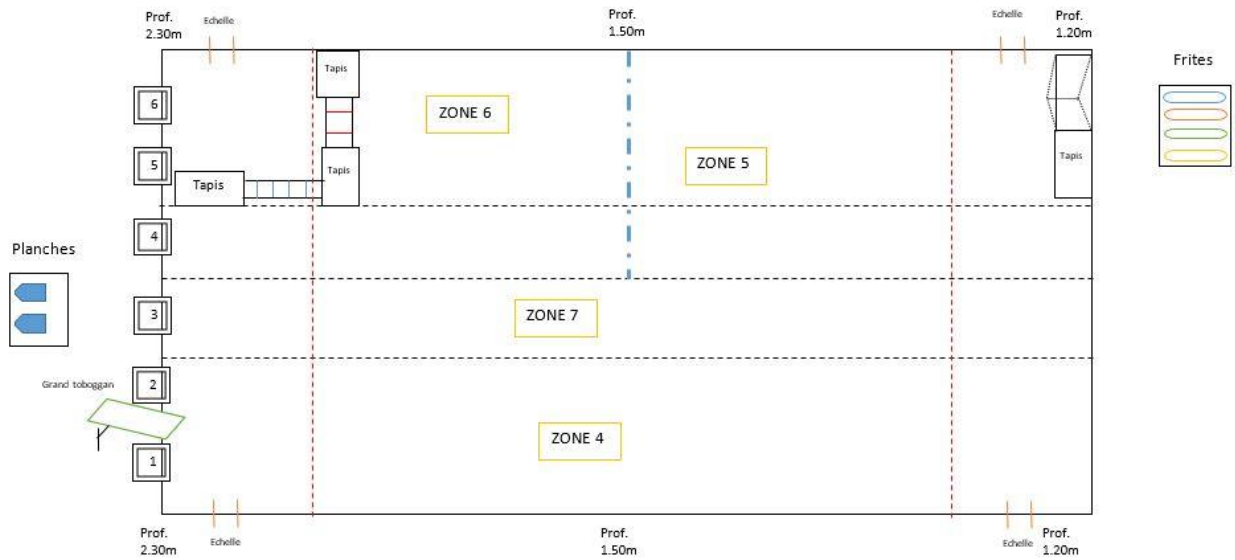 Prof.
2.30m
Echelle
Prof.
1.50m
Echelle
Prof.
1.20m
Frites
Tapis
6
ZONE 6
5
Tapis
Tapis
ZONE 5
Tapis
4
Planches
3
ZONE 7
2
Grand toboggan
1
ZONE 4
Prof.
2.30m
Echelle
Prof.
1.50m
Echelle
Prof.
1.20m